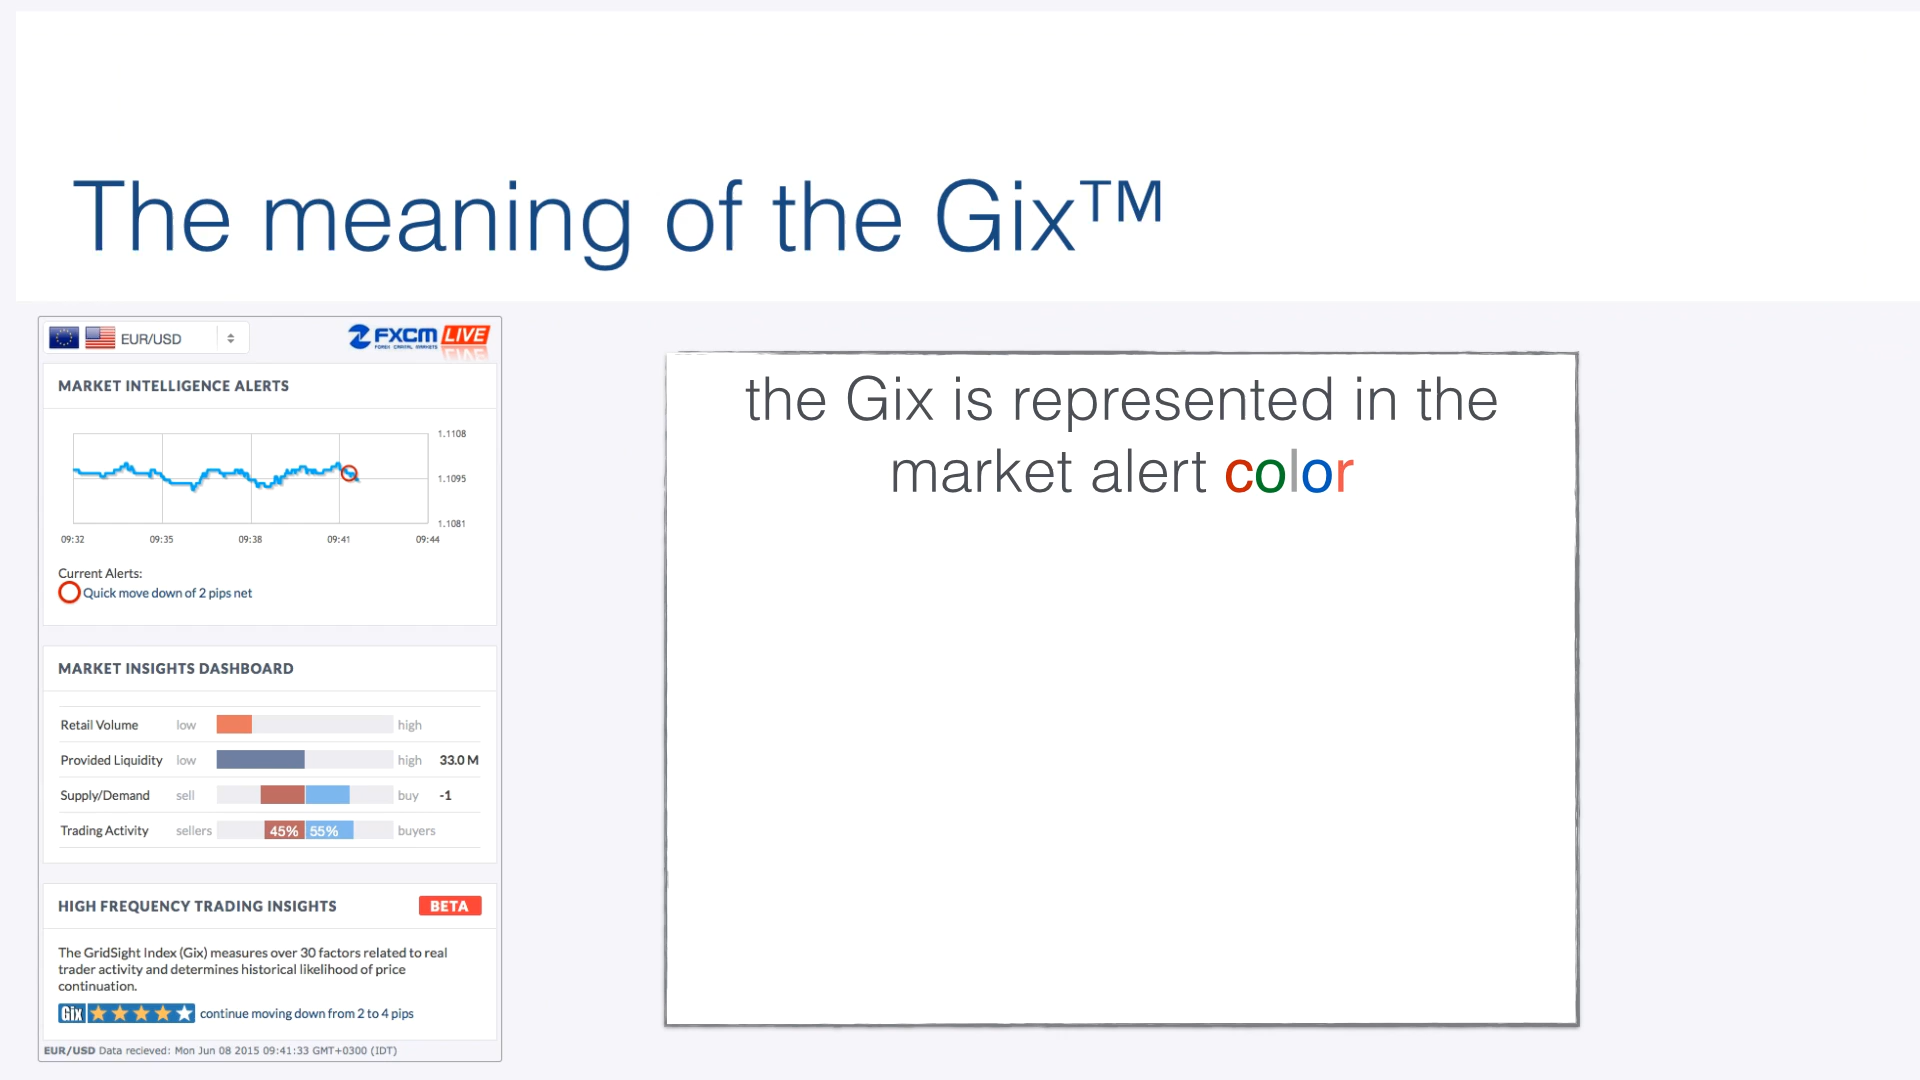 The meaning of the Gix™
EUR/USD
FXCM LIVE
FOREX CAPITAL MARKETS
MARKET INTELLIGENCE ALERTS
1.1108
1.1095
1.1081
09:32 09:35 09:38 09:41 09:44
Current Alerts:
Quick move down of 2 pips net
MARKET INSIGHTS DASHBOARD
Retail Volume low high
Provided Liquidity low high 33.0 M
Supply/Demand sell buy -1
Trading Activity sellers 45% 55% buyers
HIGH FREQUENCY TRADING INSIGHTS BETA
The GridSight Index (Gix) measures over 30 factors related to real
trader activity and determines historical likelihood of price
continuation.
Gix continue moving down from 2 to 4 pips
EUR/USD Data recieved: Mon Jun 08 2015 09:41:33 GMT+0300 (IDT)
the Gix is represented in the
market alert color